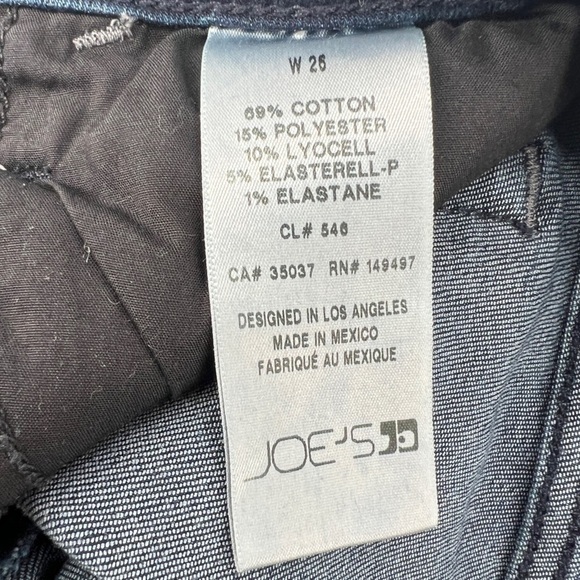 W 26
69% COTTON
15% POLYESTER
10% LYOCELL
5% ELASTERELL-P
1% ELASTANE
CL# 546
CA# 35037 RN# 149497
DESIGNED IN LOS ANGELES
MADE IN MEXICO
FABRIQUÉ AU MEXIQUE
JOE'S